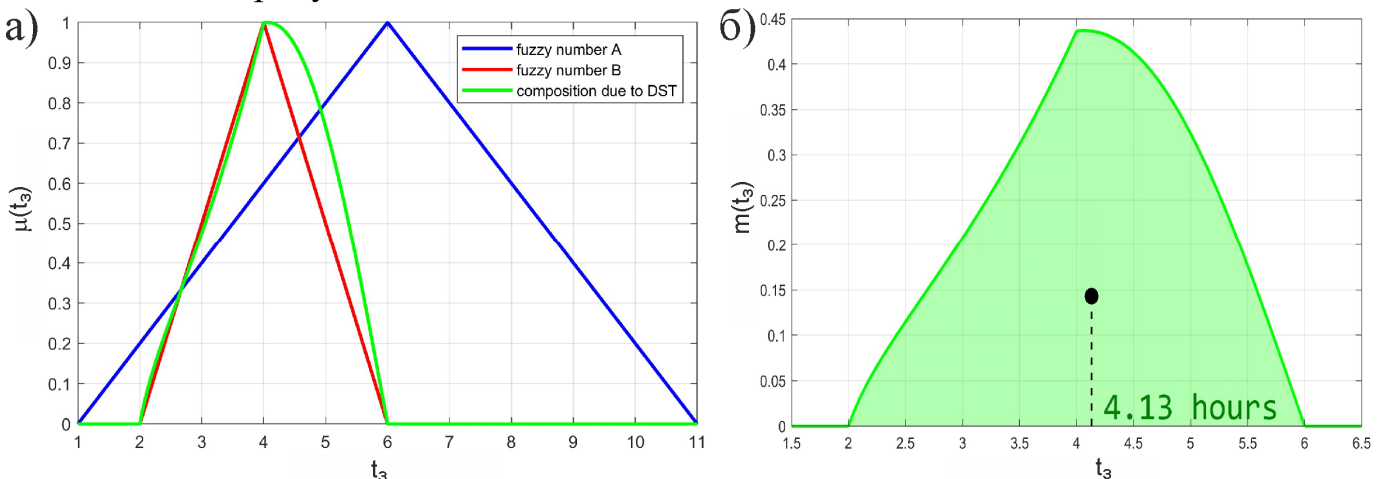 а)
1
0.9
0.8
0.7
0.6
0.5
0.4
0.3
0.2
0.1
0
μ(t₃)
fuzzy number A
fuzzy number B
composition due to DST
1 2 3 4 5 6 7 8 9 10 11
t₃
б)
0.45
0.4
0.35
0.3
0.25
0.2
0.15
0.1
0.05
0
m(t₃)
4.13 hours
1.5 2 2.5 3 3.5 4 4.5 5 5.5 6 6.5
t₃